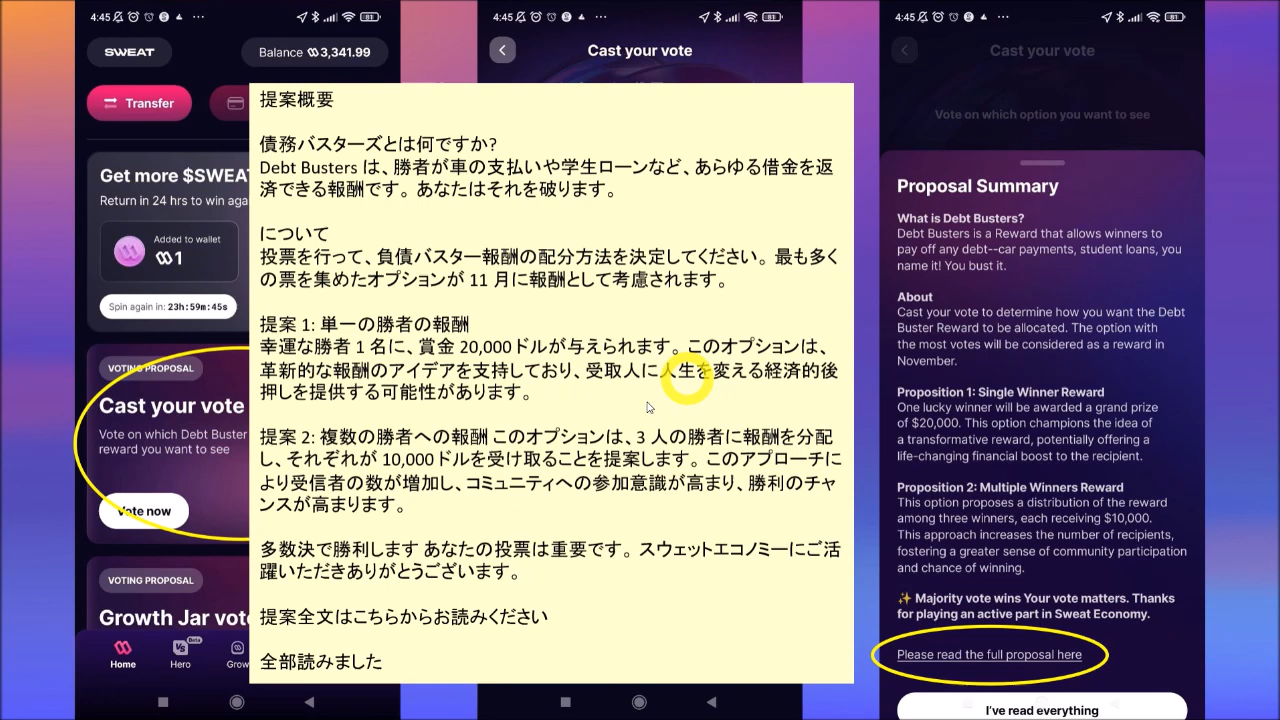 4:45
SWEAT
Balance 3,341.99
Transfer
Get more $SWEAT
Return in 24 hrs to win aga
Added to wallet
1
Spin again in: 23h:59m:45s
VOTING PROPOSAL
Cast your vote
Vote on which Debt Buster
reward you want to see
Vote now
VOTING PROPOSAL
Growth Jar vote
Home
Beta
Hero
Grow
4:45
81
Cast your vote
提案概要
債務バスターズとは何ですか?
Debt Busters は、勝者が車の支払いや学生ローンなど、あらゆる借金を返
済できる報酬です。あなたはそれを破ります。
について
投票を行って、負債バスター報酬の配分方法を決定してください。最も多く
の票を集めたオプションが 11 月に報酬として考慮されます。
提案 1: 単一の勝者の報酬
幸運な勝者 1 名に、賞金 20,000ドルが与えられます。このオプションは、
革新的な報酬のアイデアを支持しており、受取人に人生を変える経済的後
押しを提供する可能性があります。
提案 2: 複数の勝者への報酬 このオプションは、3 人の勝者に報酬を分配
し、それぞれが 10,000ドルを受け取ることを提案します。このアプローチに
より受信者の数が増加し、コミュニティへの参加意識が高まり、勝利のチャ
ンスが高まります。
多数決で勝利します あなたの投票は重要です。スウェットエコノミーにご活
躍いただきありがとうございます。
提案全文はこちらからお読みください
全部読みました
4:45
81
Cast your vote
Vote on which option you want to see
Proposal Summary
What is Debt Busters?
Debt Busters is a Reward that allows winners to
pay off any debt--car payments, student loans, you
name it! You bust it.
About
Cast your vote to determine how you want the Debt
Buster Reward to be allocated. The option with
the most votes will be considered as a reward in
November.
Proposition 1: Single Winner Reward
One lucky winner will be awarded a grand prize
of $20,000. This option champions the idea of
a transformative reward, potentially offering a
life-changing financial boost to the recipient.
Proposition 2: Multiple Winners Reward
This option proposes a distribution of the reward
among three winners, each receiving $10,000.
This approach increases the number of recipients,
fostering a greater sense of community participation
and chance of winning.
✨ Majority vote wins Your vote matters. Thanks
for playing an active part in Sweat Economy.
Please read the full proposal here
I've read everything